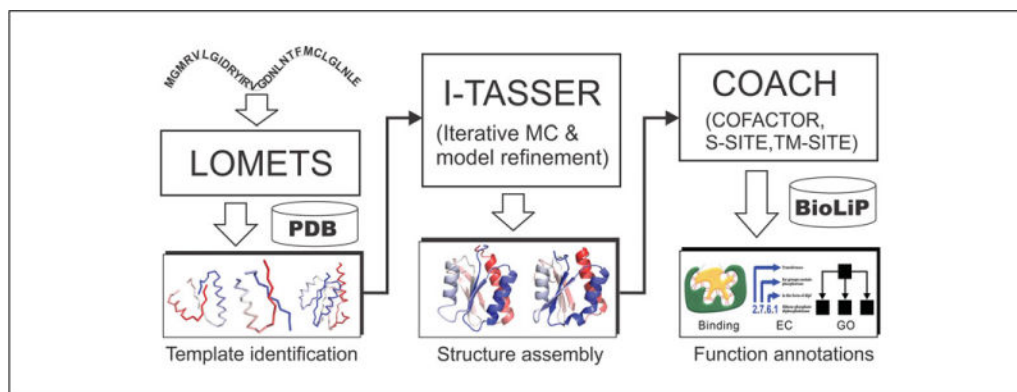 MGMRVLGIDRYIRVGDNLNTFMCLGLNLE
LOMETS
PDB
Template identification
I-TASSER
(Iterative MC &
model refinement)
Structure assembly
COACH
(COFACTOR,
S-SITE,TM-SITE)
BioLiP
2.7.6.1
Binding
EC
GO
Function annotations